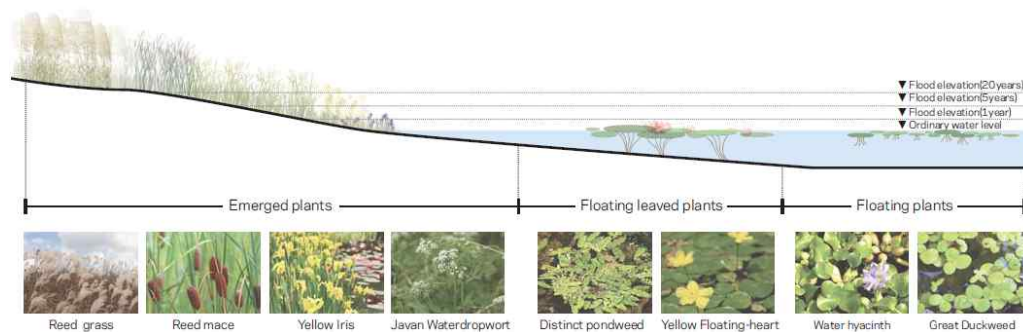 ▼ Flood elevation(20years)
▼ Flood elevation(5years)
▼ Flood elevation(1year)
▼ Ordinary water level
Emerged plants
Floating leaved plants
Floating plants
Reed grass
Reed mace
Yellow Iris
Javan Waterdropwort
Distinct pondweed
Yellow Floating-heart
Water hyacinth
Great Duckweed